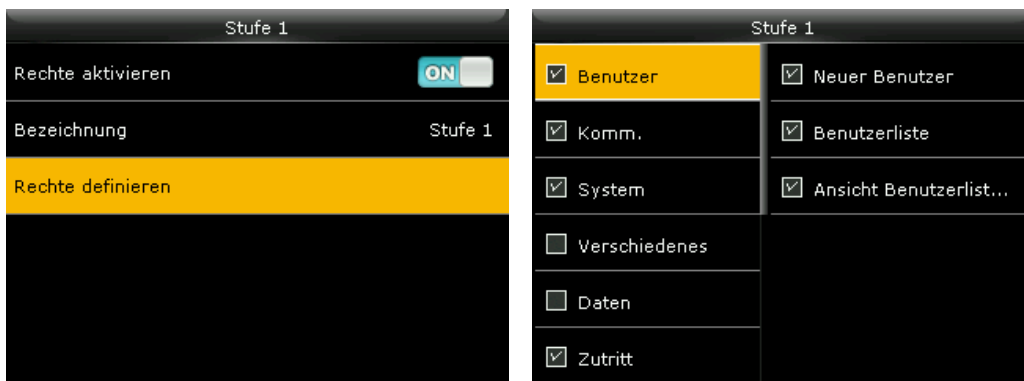 Stufe 1
Rechte aktivieren ON
Bezeichnung Stufe 1
Rechte definieren
Stufe 1
Benutzer
Komm.
System
Verschiedenes
Daten
Zutritt
Neuer Benutzer
Benutzerliste
Ansicht Benutzerlist...